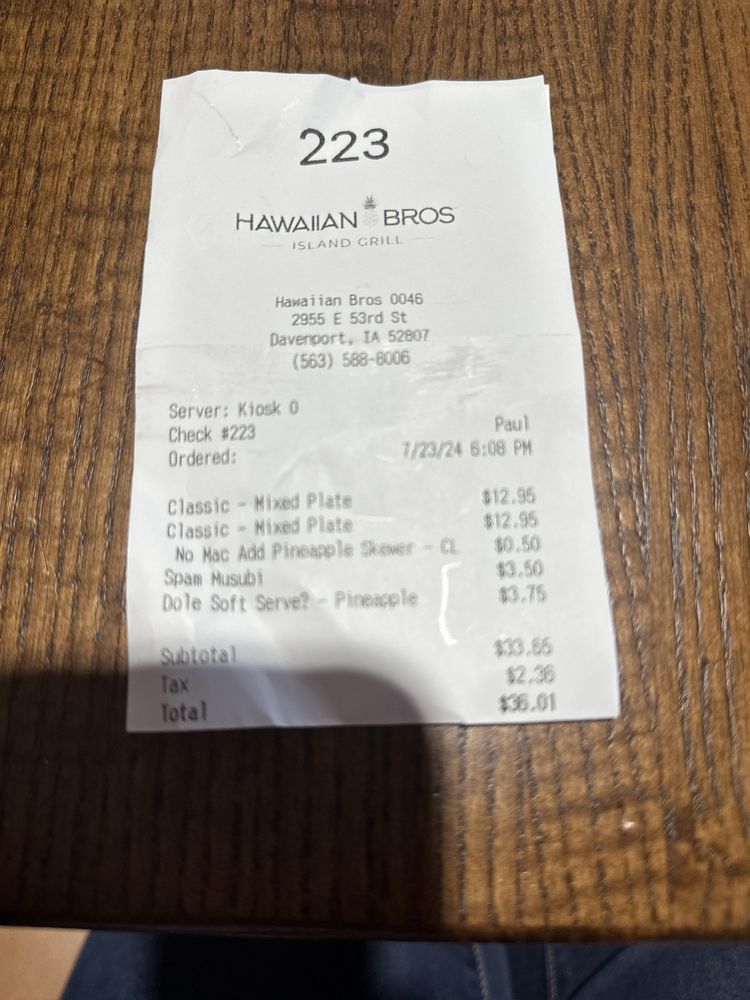 223
HAWAIIAN BROS
ISLAND GRILL
Hawaiian Bros 0046
2955 E 53rd St
Davenport, IA 52807
(563) 588-8006
Server: Kiosk 0
Check #223 Paul
Ordered: 7/23/24 6:08 PM
Classic - Mixed Plate $12.95
Classic - Mixed Plate $12.95
No Mac Add Pineapple Skewer - CL $0.50
Spam Musubi $3.50
Dole Soft Serve? - Pineapple $3.75
Subtotal $33.65
Tax $2.36
Total $36.01